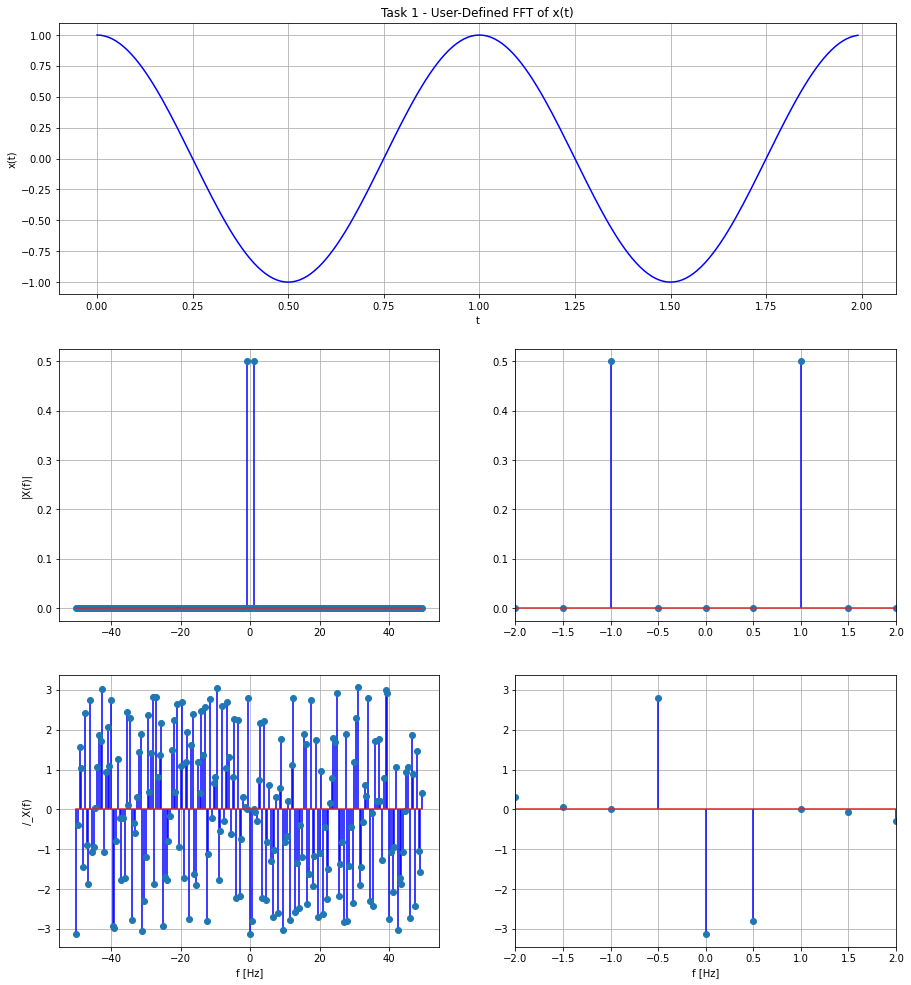 Task 1 - User-Defined FFT of x(t)
1.00
0.75
0.50
0.25
0.00
−0.25
−0.50
−0.75
−1.00
x(t)
0.00 0.25 0.50 0.75 1.00 1.25 1.50 1.75 2.00
t
0.5
0.4
0.3
0.2
0.1
0.0
|X(f)|
−40 −20 0 20 40
0.5
0.4
0.3
0.2
0.1
0.0
−2.0 −1.5 −1.0 −0.5 0.0 0.5 1.0 1.5 2.0
3
2
1
0
−1
−2
−3
/_X(f)
−40 −20 0 20 40
f [Hz]
3
2
1
0
−1
−2
−3
−2.0 −1.5 −1.0 −0.5 0.0 0.5 1.0 1.5 2.0
f [Hz]